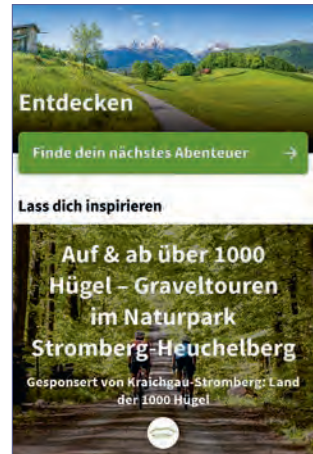 Entdecken
Finde dein nächstes Abenteuer →
Lass dich inspirieren
Auf & ab über 1000
Hügel – Graveltouren
im Naturpark
Stromberg-Heuchelberg
Gesponsert von Kraichgau-Stromberg: Land
der 1000 Hügel